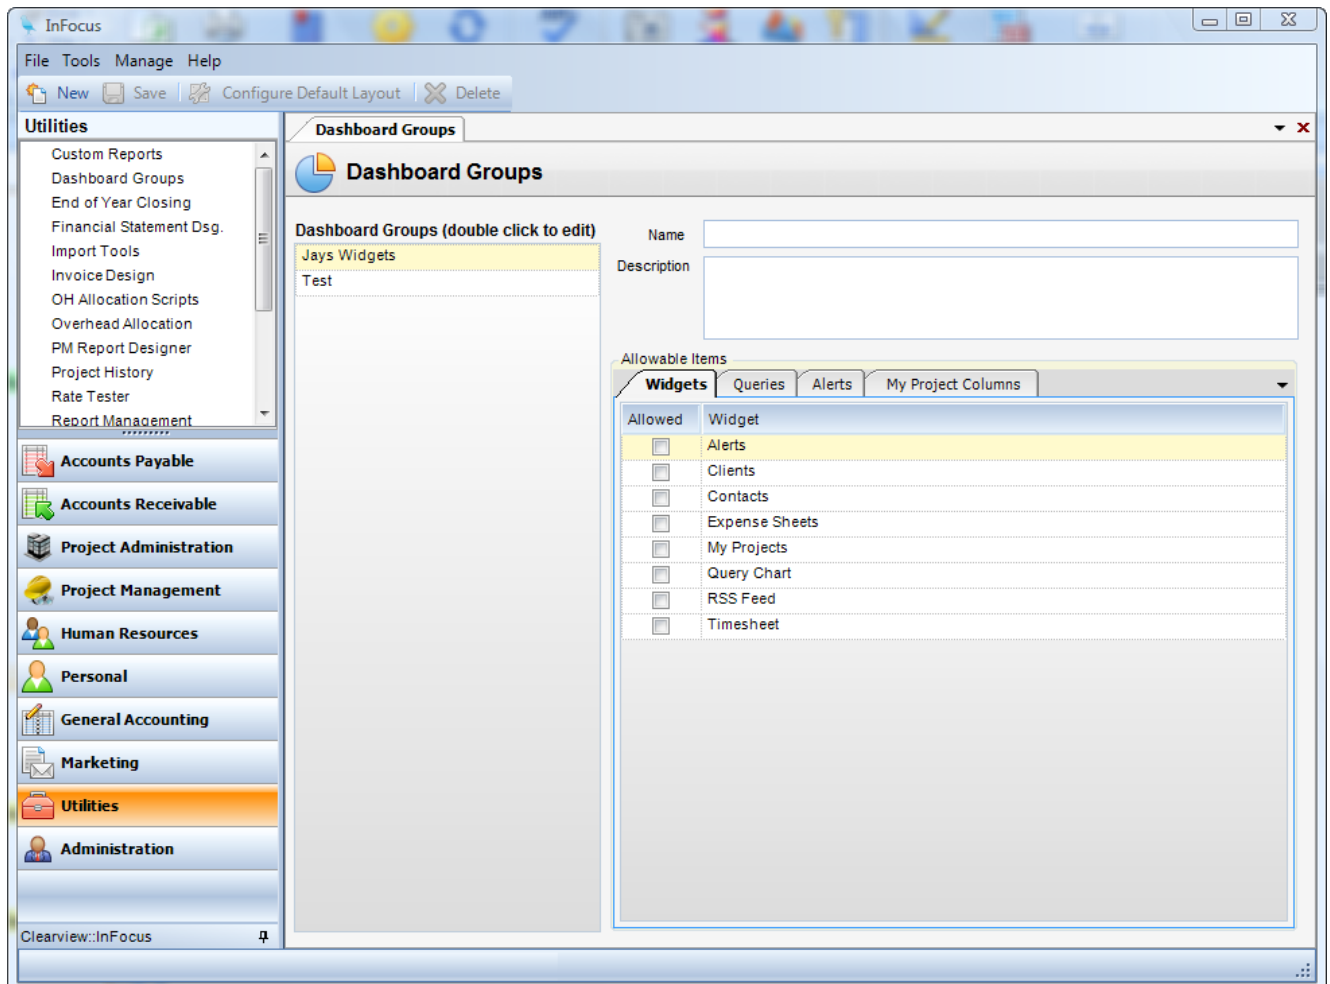 InFocus
File Tools Manage Help
New Save Configure Default Layout Delete
Utilities
Custom Reports
Dashboard Groups
End of Year Closing
Financial Statement Dsg.
Import Tools
Invoice Design
OH Allocation Scripts
Overhead Allocation
PM Report Designer
Project History
Rate Tester
Report Management
Accounts Payable
Accounts Receivable
Project Administration
Project Management
Human Resources
Personal
General Accounting
Marketing
Utilities
Administration
Clearview::InFocus
Dashboard Groups
Dashboard Groups
Dashboard Groups (double click to edit)
Jays Widgets
Test
Name
Description
Allowable Items
Widgets Queries Alerts My Project Columns
Allowed Widget
Alerts
Clients
Contacts
Expense Sheets
My Projects
Query Chart
RSS Feed
Timesheet